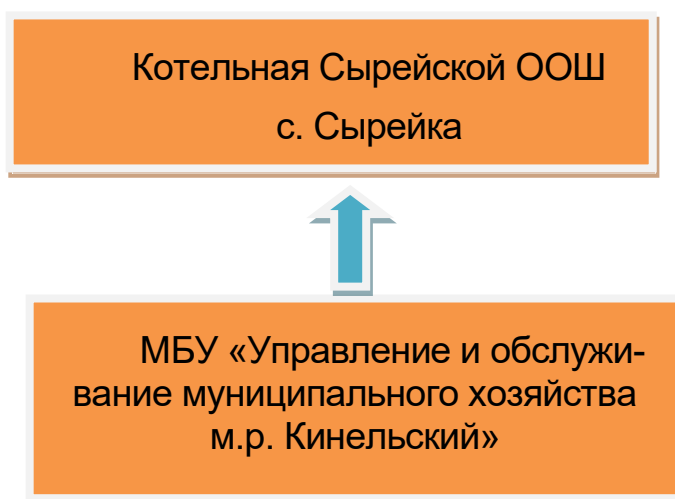 Котельная Сырейской ООШ
с. Сырейка
МБУ «Управление и обслужи-
вание муниципального хозяйства
м.р. Кинельский»